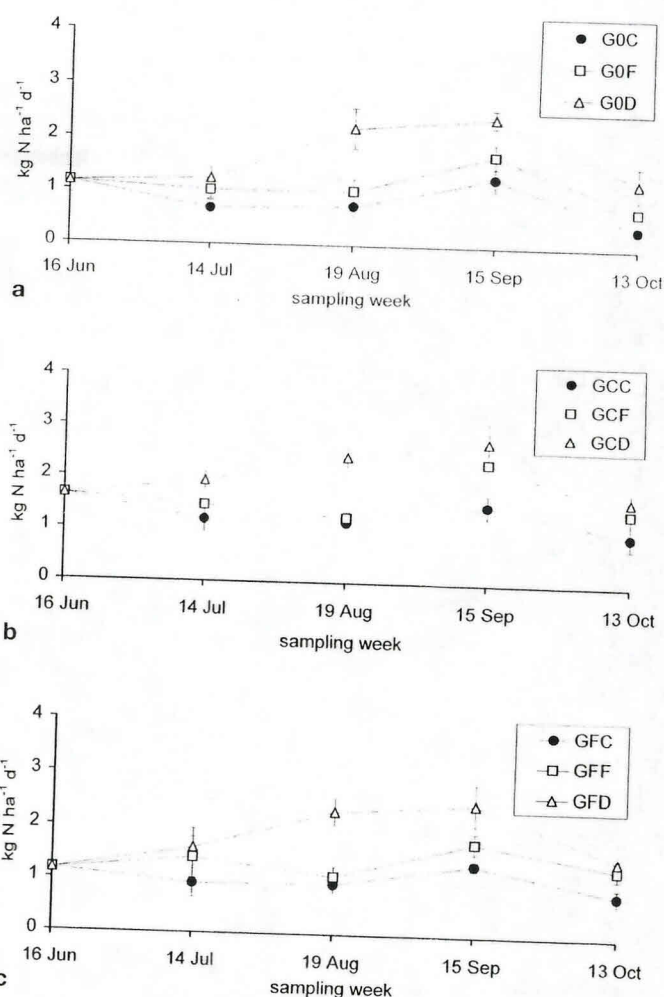 4
3
2
1
0
kg N ha⁻¹ d⁻¹
G0C
G0F
G0D
16 Jun
14 Jul
19 Aug
15 Sep
13 Oct
sampling week
a
4
3
2
1
0
kg N ha⁻¹ d⁻¹
GCC
GCF
GCD
16 Jun
14 Jul
19 Aug
15 Sep
13 Oct
sampling week
b
4
3
2
1
0
kg N ha⁻¹ d⁻¹
GFC
GFF
GFD
16 Jun
14 Jul
19 Aug
15 Sep
13 Oct
sampling week
c